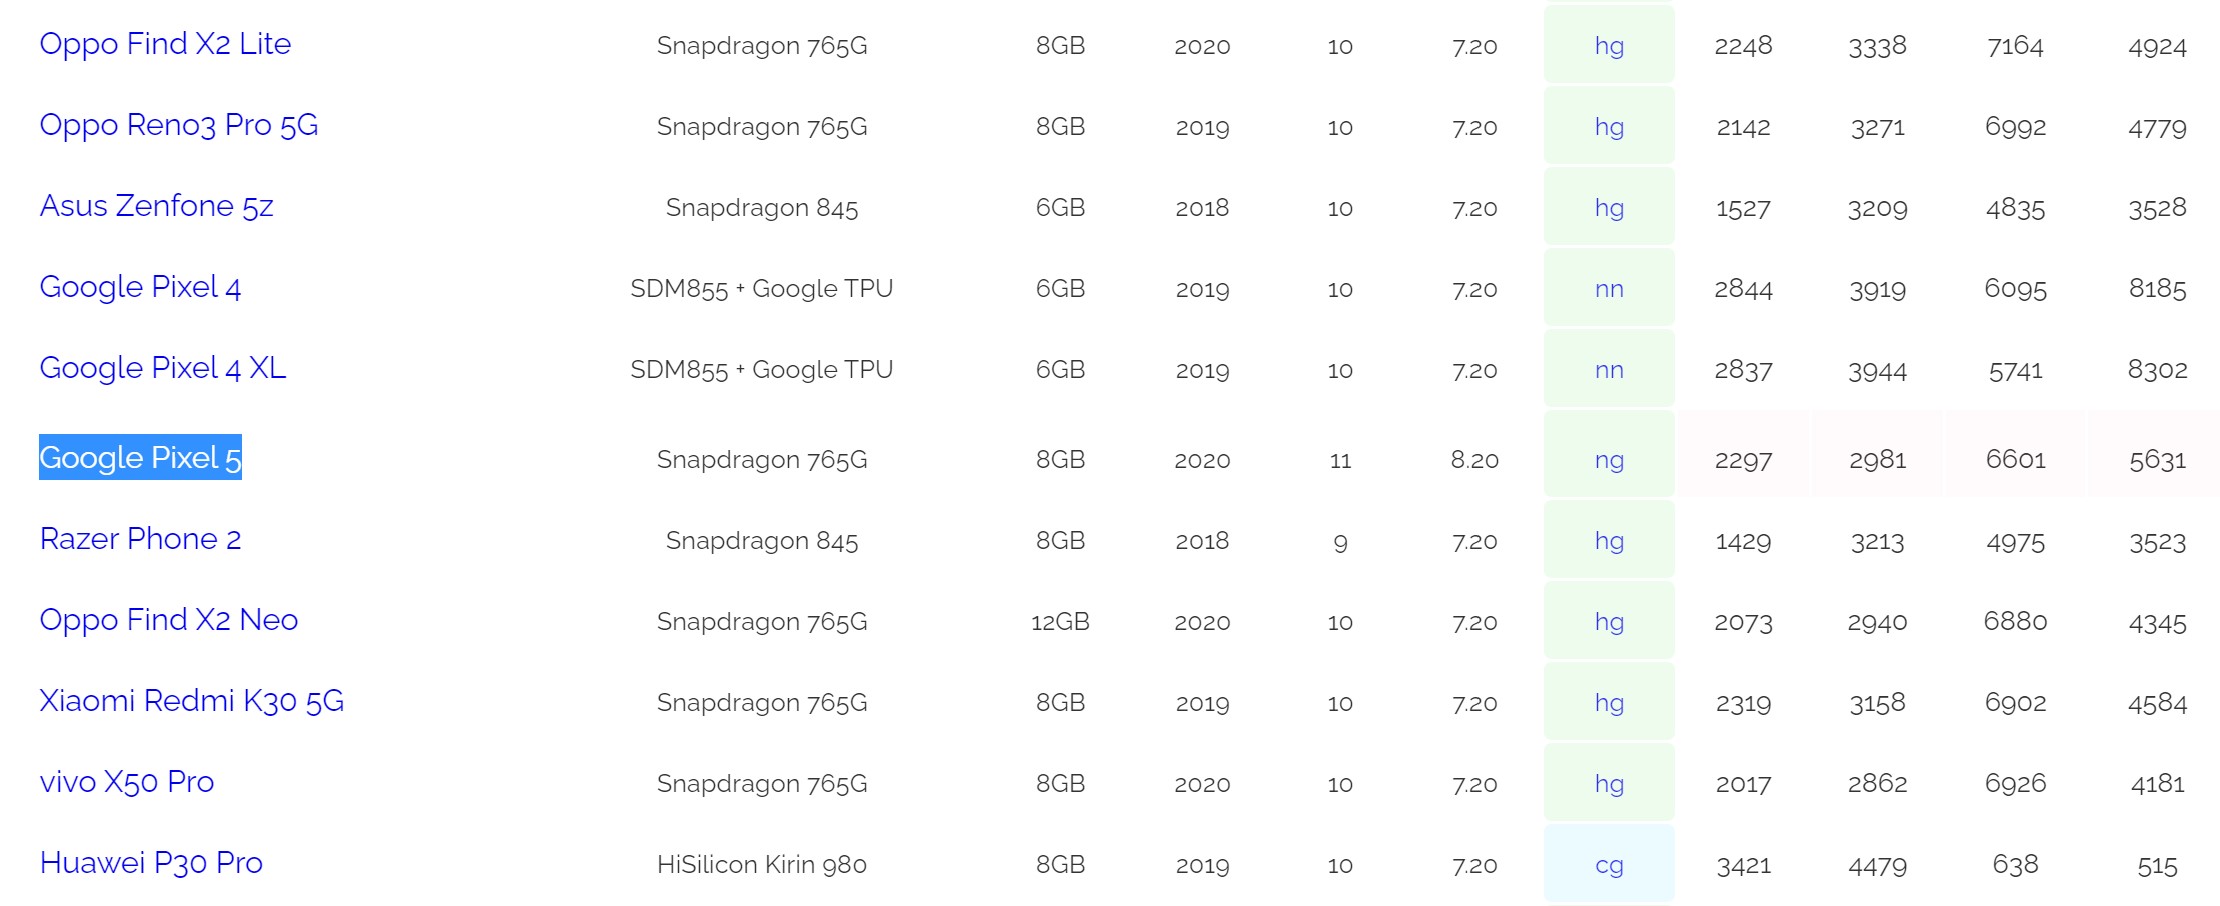 Oppo Find X2 Lite Snapdragon 765G 8GB 2020 10 7.20 hg 2248 3338 7164 4924
Oppo Reno3 Pro 5G Snapdragon 765G 8GB 2019 10 7.20 hg 2142 3271 6992 4779
Asus Zenfone 5z Snapdragon 845 6GB 2018 10 7.20 hg 1527 3209 4835 3528
Google Pixel 4 SDM855 + Google TPU 6GB 2019 10 7.20 nn 2844 3919 6095 8185
Google Pixel 4 XL SDM855 + Google TPU 6GB 2019 10 7.20 nn 2837 3944 5741 8302
Google Pixel 5 Snapdragon 765G 8GB 2020 11 8.20 ng 2297 2981 6601 5631
Razer Phone 2 Snapdragon 845 8GB 2018 9 7.20 hg 1429 3213 4975 3523
Oppo Find X2 Neo Snapdragon 765G 12GB 2020 10 7.20 hg 2073 2940 6880 4345
Xiaomi Redmi K30 5G Snapdragon 765G 8GB 2019 10 7.20 hg 2319 3158 6902 4584
vivo X50 Pro Snapdragon 765G 8GB 2020 10 7.20 hg 2017 2862 6926 4181
Huawei P30 Pro HiSilicon Kirin 980 8GB 2019 10 7.20 cg 3421 4479 638 515